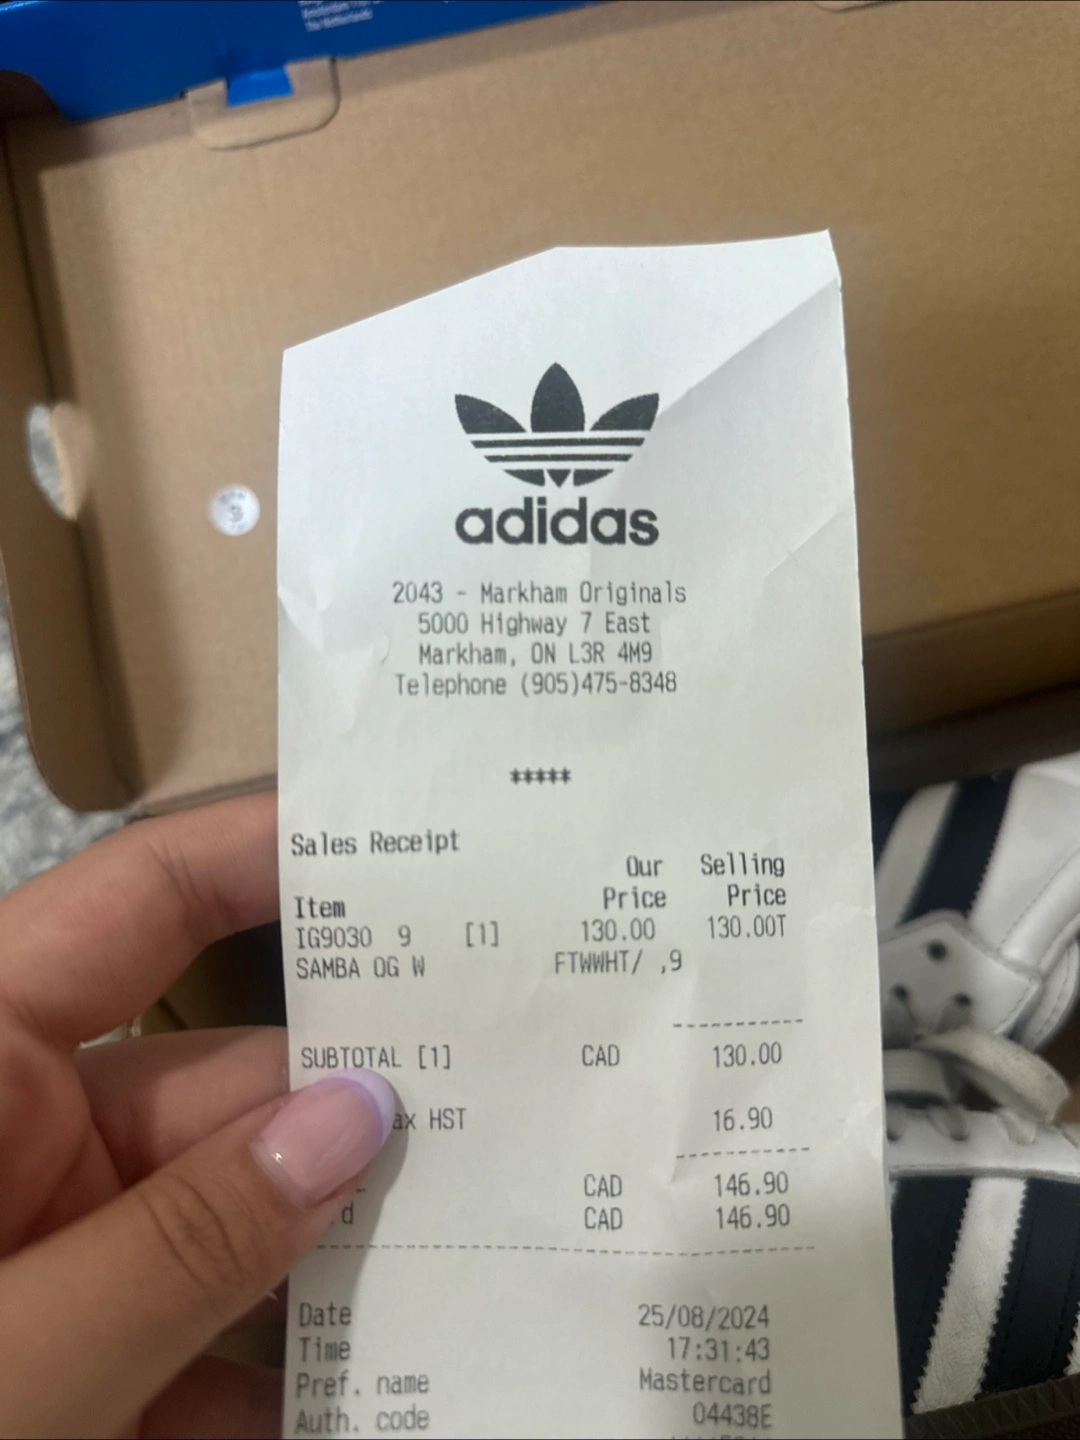 The Netherlands
adidas
2043 - Markham Originals
5000 Highway 7 East
Markham, ON L3R 4M9
Telephone (905)475-8348
*****
Sales Receipt
Our Selling
Item Price Price
IG9030 9 [1] 130.00 130.00T
SAMBA OG W FTWWHT/ ,9
SUBTOTAL [1] CAD 130.00
ax HST 16.90
CAD 146.90
d CAD 146.90
Date 25/08/2024
Time 17:31:43
Pref. name Mastercard
Auth. code 04438E